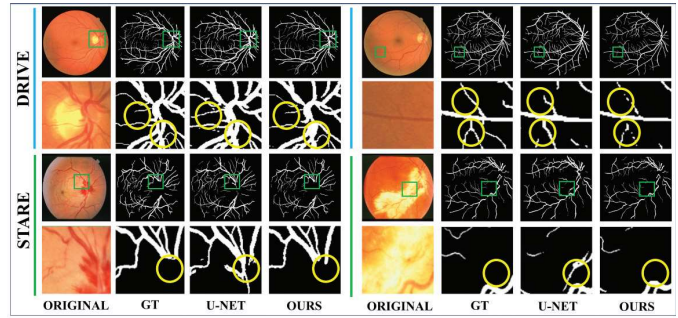 DRIVE
STARE
ORIGINAL GT U-NET OURS ORIGINAL GT U-NET OURS